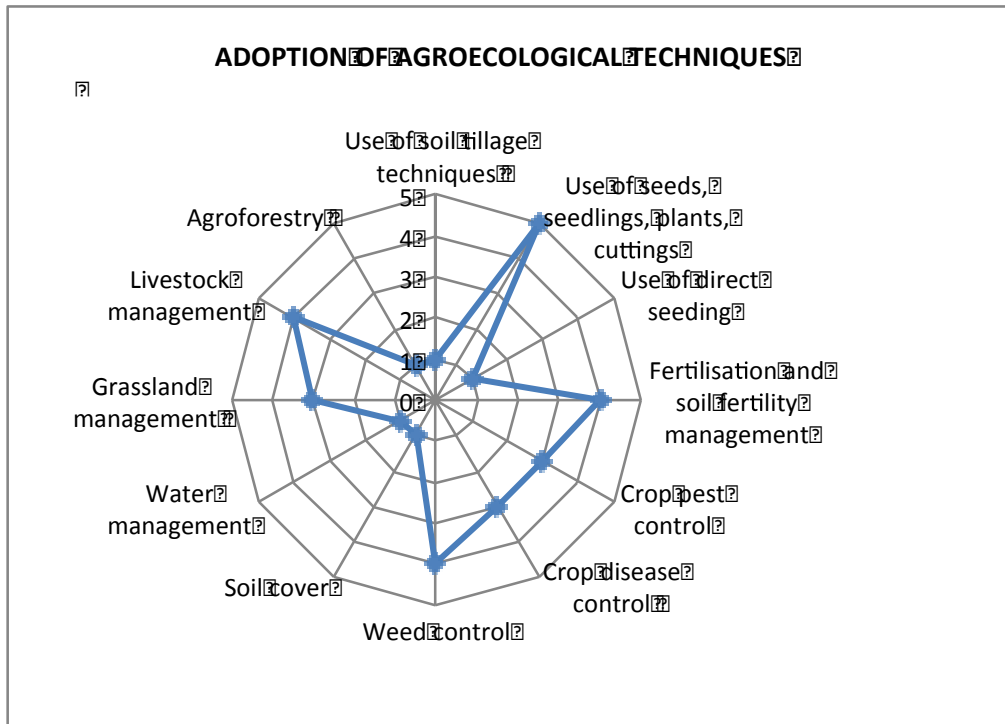 ADOPTION OF AGROECOLOGICAL TECHNIQUES
Use of soil tillage
techniques
Use of seeds,
seedlings, plants,
cuttings
Use of direct
seeding
Fertilisation and
soil fertility
management
Crop pest
control
Crop disease
control
Weed control
Soil cover
Water
management
Grassland
management
Livestock
management
Agroforestry
5
4
3
2
1
0